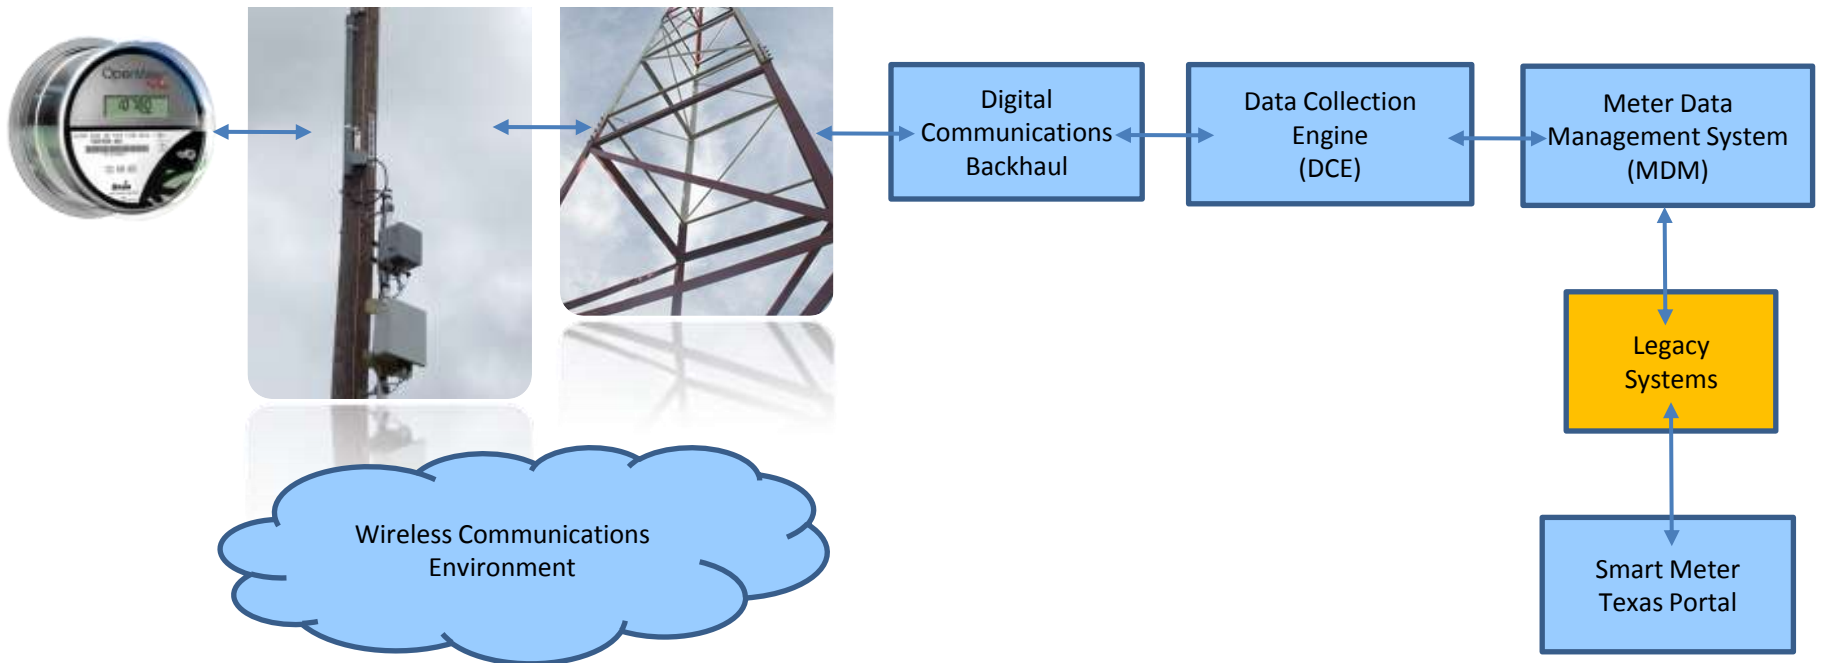 Digital
Communications
Backhaul
Data Collection
Engine
(DCE)
Meter Data
Management System
(MDM)
Legacy
Systems
Wireless Communications
Environment
Smart Meter
Texas Portal